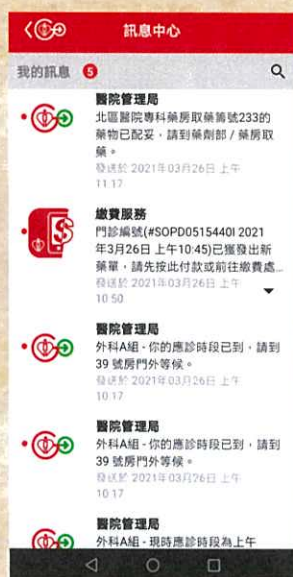 訊息中心
我的訊息 5
醫院管理局
北區醫院專科藥房取藥籌號233的
藥物已配妥，請到藥劑部 / 藥房取
藥。
發送於 2021年03月26日 上午
11:17
繳費服務
門診編號(#SOPD0515440I 2021
年3月26日 上午10:45)已獲發出新
藥單，請先按此付款或前往繳費處...
發送於 2021年03月26日 上午
10:50
醫院管理局
外科A組 - 你的應診時段已到，請到
39 號房門外等候。
發送於 2021年03月26日 上午
10:17
醫院管理局
外科A組 - 你的應診時段已到，請到
39 號房門外等候。
發送於 2021年03月26日 上午
10:17
醫院管理局
外科A組 - 現時應診時段為上午